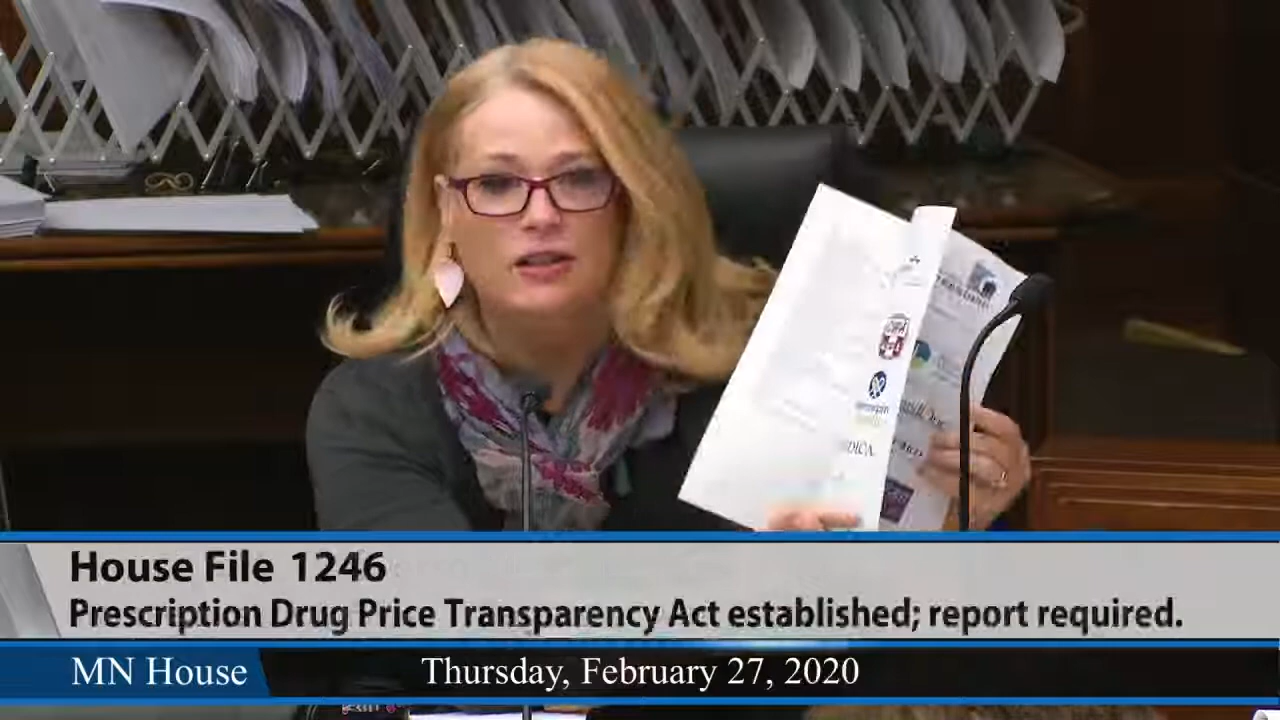 House File 1246
Prescription Drug Price Transparency Act established; report required.
MN House
Thursday, February 27, 2020